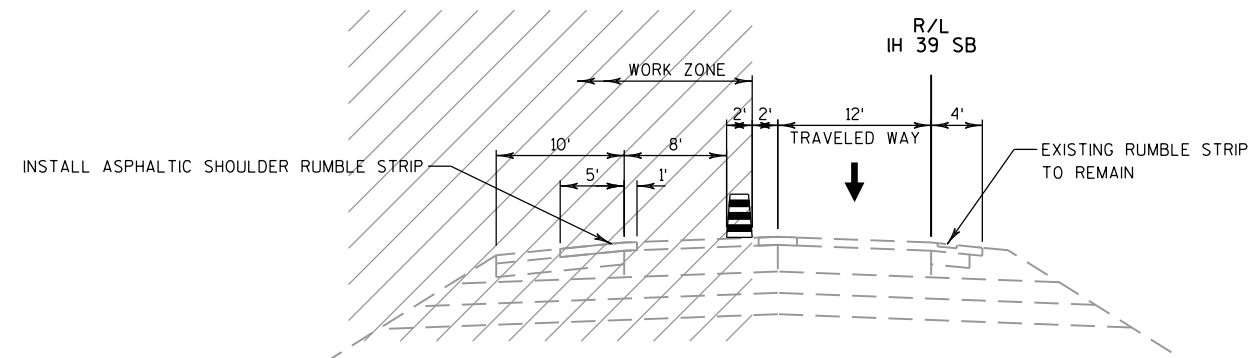 R/L
IH 39 SB
WORK ZONE
2' 2' 12' 4'
TRAVELED WAY
10' 8'
INSTALL ASPHALTIC SHOULDER RUMBLE STRIP
EXISTING RUMBLE STRIP
TO REMAIN
5' 1'